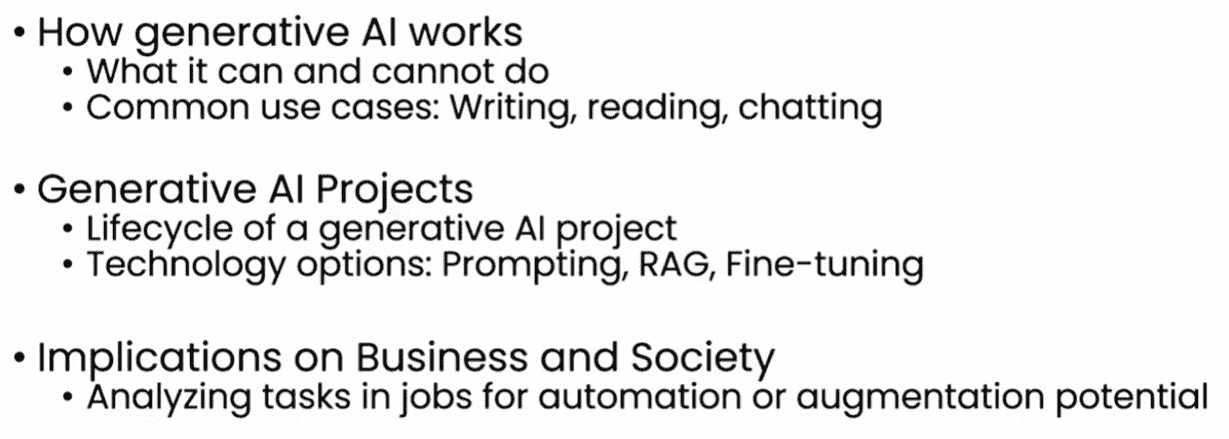 • How generative AI works
• What it can and cannot do
• Common use cases: Writing, reading, chatting
• Generative AI Projects
• Lifecycle of a generative AI project
• Technology options: Prompting, RAG, Fine-tuning
• Implications on Business and Society
• Analyzing tasks in jobs for automation or augmentation potential